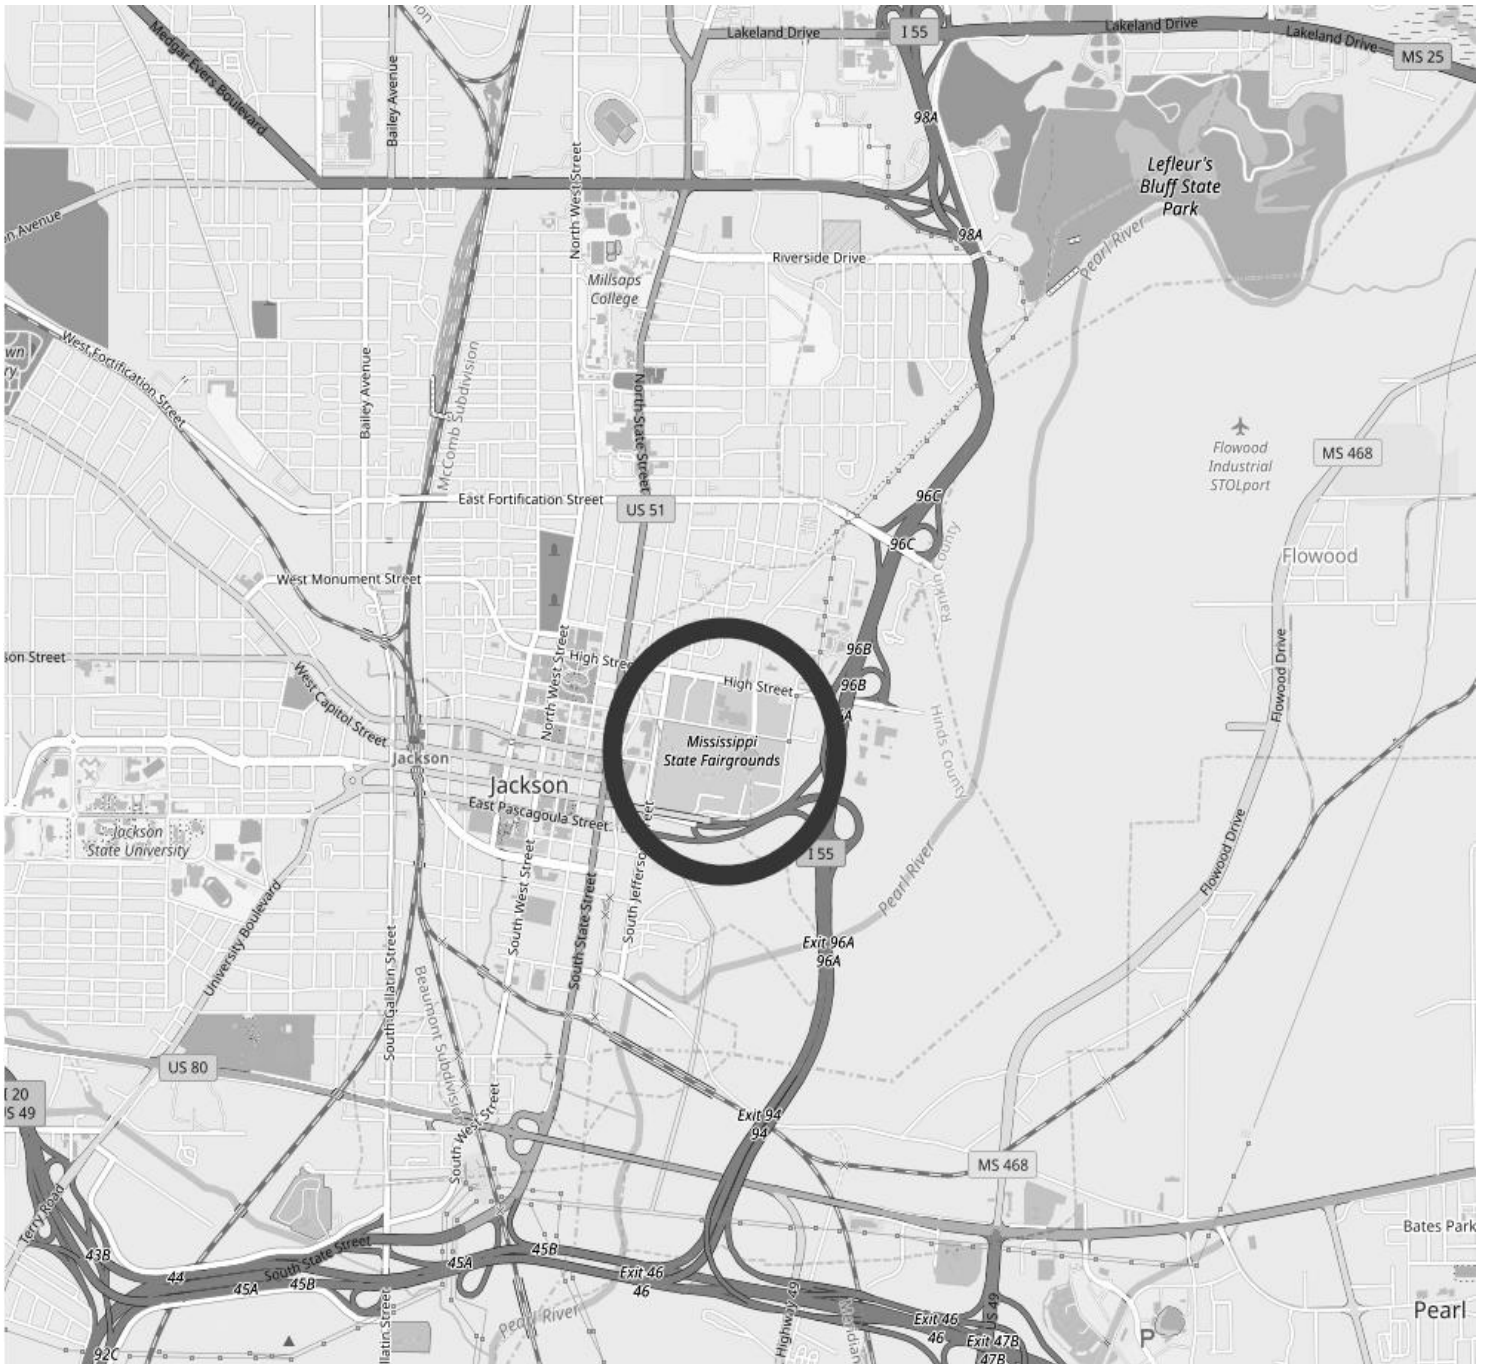 Lakeland Drive
I 55
Lakeland Drive
Lakeland Drive
MS 25
Medgar Evers Boulevard
Bailey Avenue
98A
North West Street
Lefleur's
Bluff State
Park
98A
Riverside Drive
Pearl River
Millsaps
College
West Fortification Street
Bailey Avenue
McComb Subdivision
North State Street
Flowood
Industrial
STOLport
MS 468
East Fortification Street
US 51
96C
96C
Rankin County
Flowood
West Monument Street
High Stree
North West Street
96B
High Street
96B
Flowood Drive
son Street
West Capitol Street
Hinds County
Mississippi
State Fairgrounds
Jackson
Jackson
East Pascagoula Street
Jackson
State University
I 55
Flowood Drive
Pearl River
South West Street
South Jefferson Street
University Boulevard
South State Street
Exit 96A
96A
South Gallatin Street
Beaumont Subdivision
US 80
I 20
US 49
South West Street
Exit 94
94
MS 468
Terry Road
Bates Park
43B
44
South State Street
45A
45B
45A
45B
Exit 46
46
Pearl River
Highway 49
Meridian
US 49
Exit 46
46
Exit 47B
47B
P
Pearl
llatin Street
92C